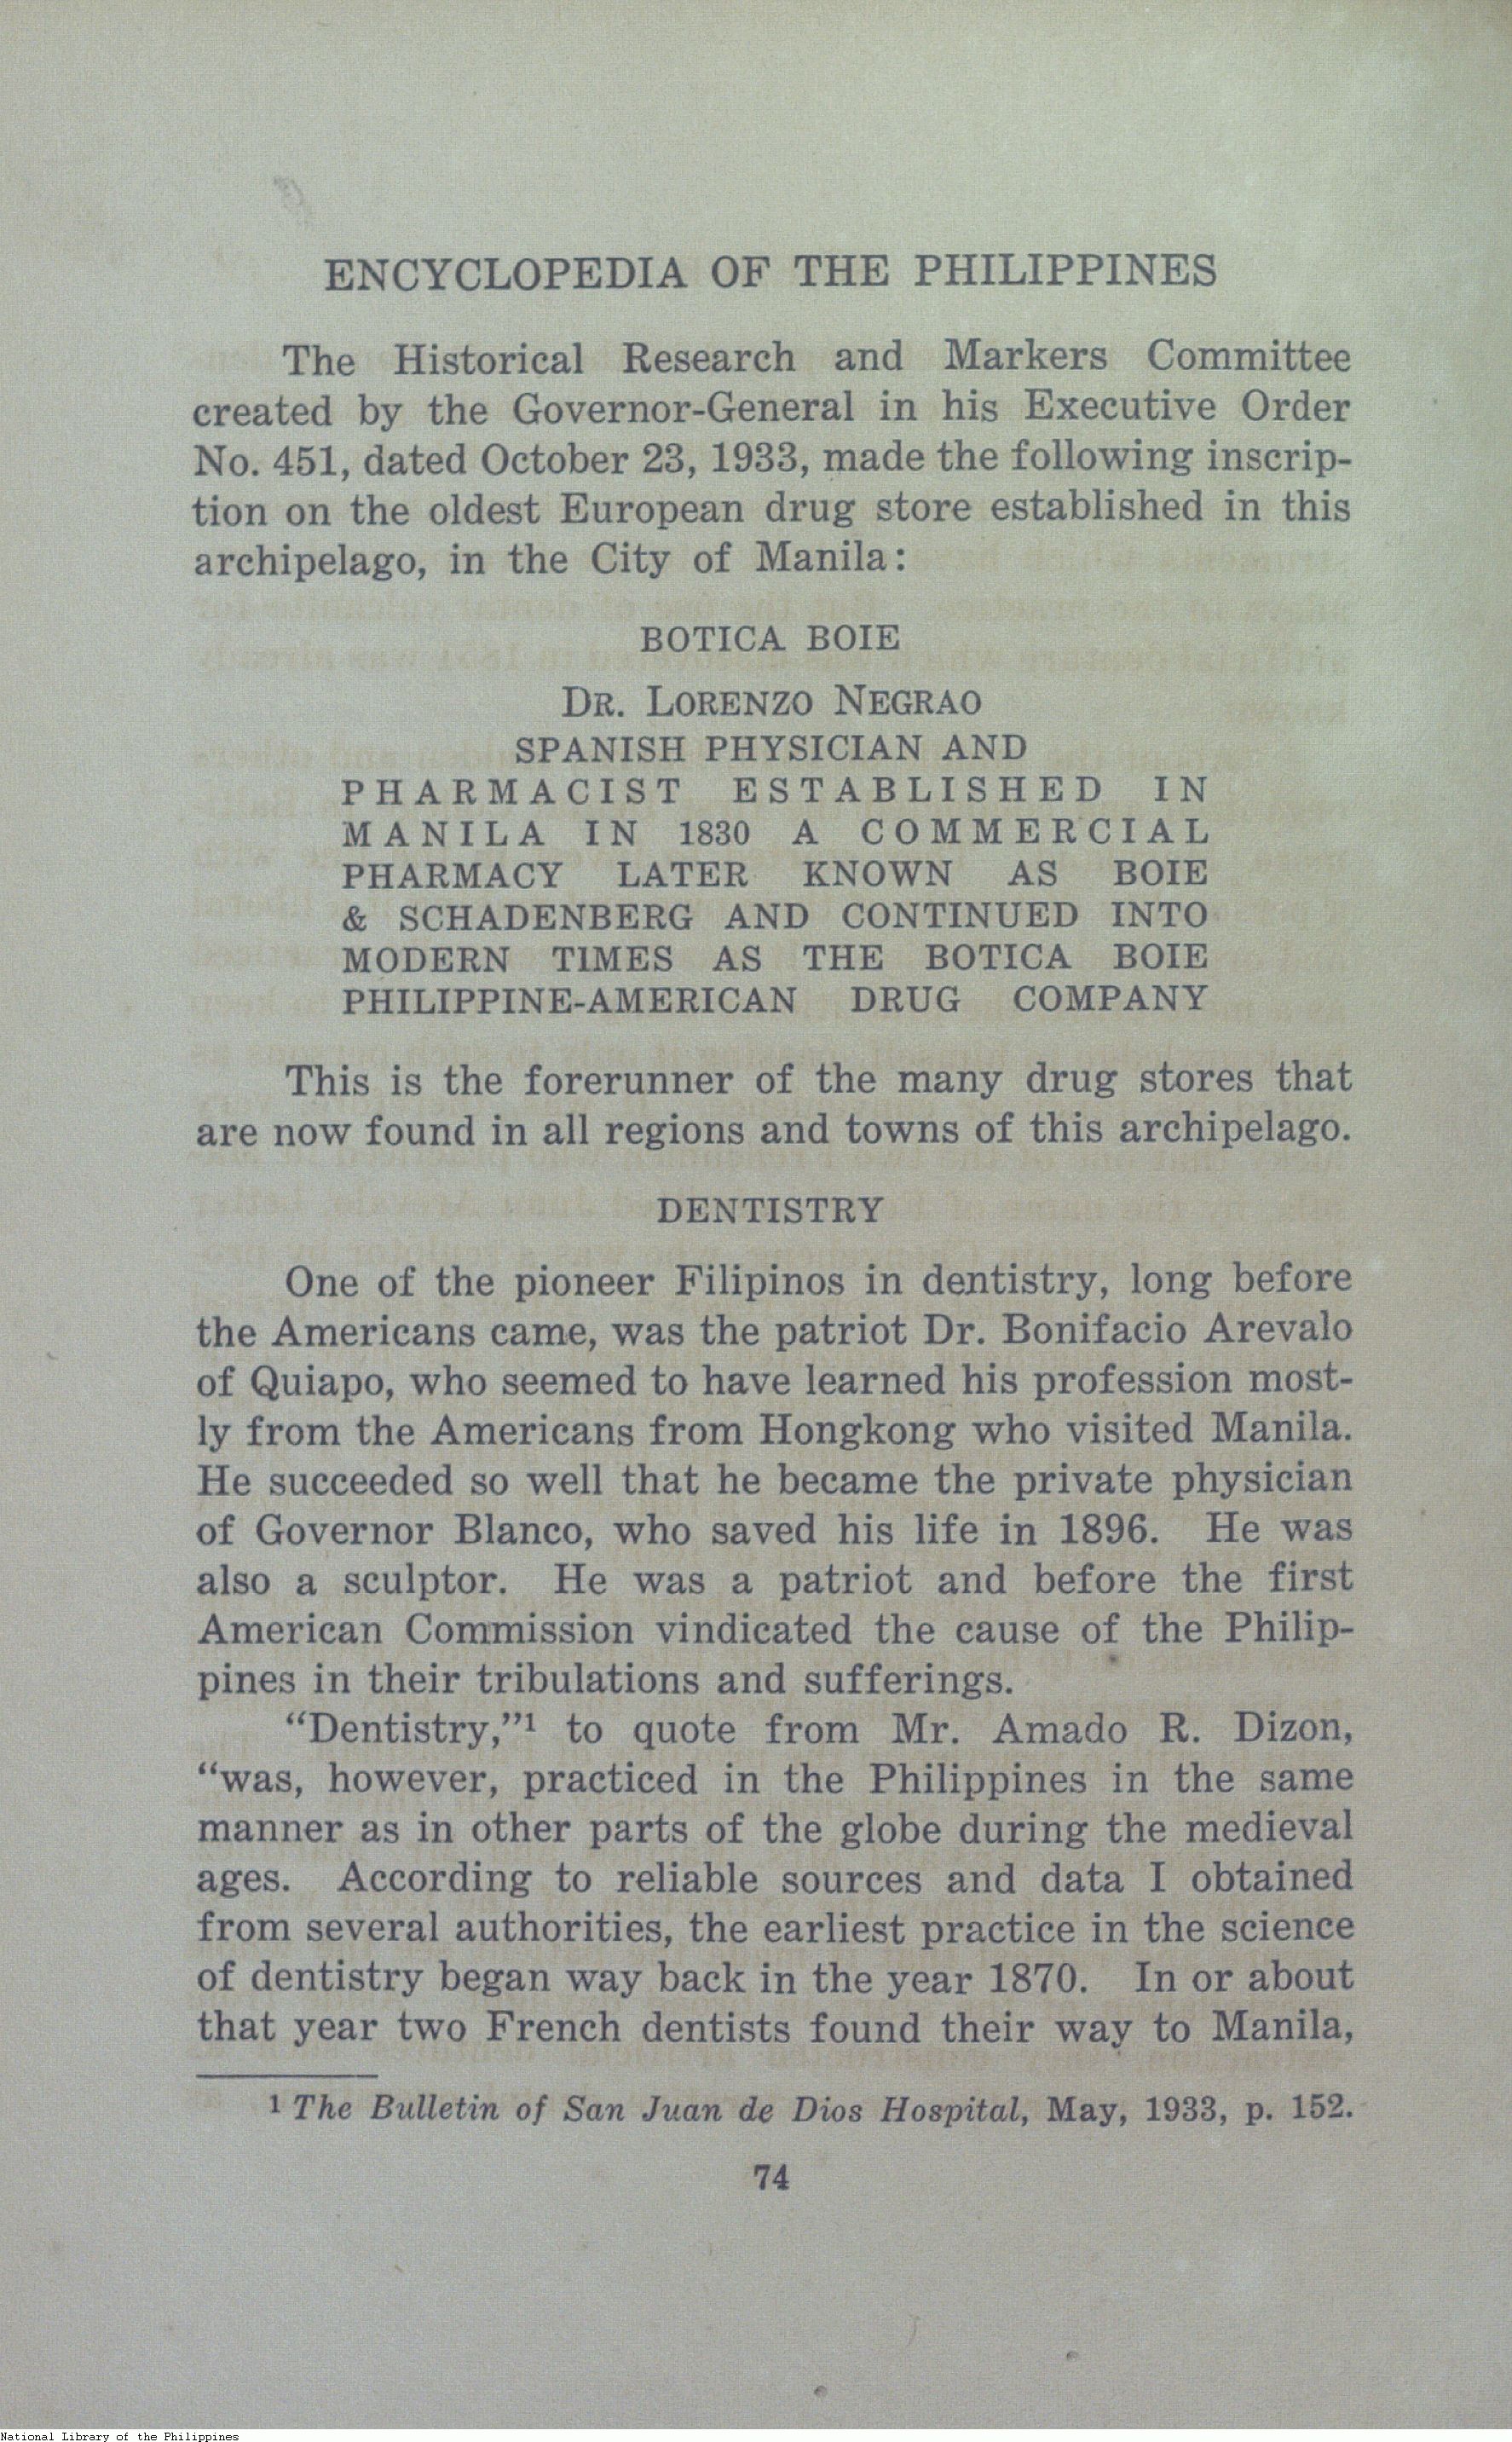 ENCYCLOPEDIA OF THE PHILIPPINES
The Historical Research and Markers Committee
created by the Governor-General in his Executive Order
No. 451, dated October 23, 1933, made the following inscrip-
tion on the oldest European drug store established in this
archipelago, in the City of Manila:
BOTICA BOIE
DR. LORENZO NEGRAO
SPANISH PHYSICIAN AND
PHARMACIST ESTABLISHED IN
MANILA IN 1830 A COMMERCIAL
PHARMACY LATER KNOWN AS BOIE
& SCHADENBERG AND CONTINUED INTO
MODERN TIMES AS THE BOTICA BOIE
PHILIPPINE-AMERICAN DRUG COMPANY
This is the forerunner of the many drug stores that
are now found in all regions and towns of this archipelago.
DENTISTRY
One of the pioneer Filipinos in dentistry, long before
the Americans came, was the patriot Dr. Bonifacio Arevalo
of Quiapo, who seemed to have learned his profession most-
ly from the Americans from Hongkong who visited Manila.
He succeeded so well that he became the private physician
of Governor Blanco, who saved his life in 1896. He was
also a sculptor. He was a patriot and before the first
American Commission vindicated the cause of the Philip-
pines in their tribulations and sufferings.
“Dentistry,”¹ to quote from Mr. Amado R. Dizon,
“was, however, practiced in the Philippines in the same
manner as in other parts of the globe during the medieval
ages. According to reliable sources and data I obtained
from several authorities, the earliest practice in the science
of dentistry began way back in the year 1870. In or about
that year two French dentists found their way to Manila,
¹ The Bulletin of San Juan de Dios Hospital, May, 1933, p. 152.
74
National Library of the Philippines